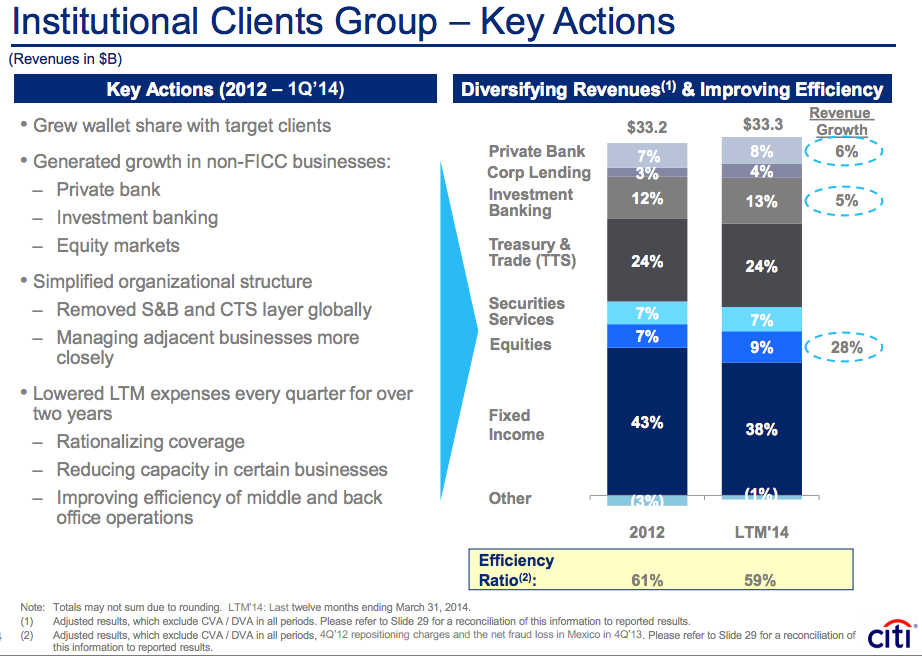 Institutional Clients Group – Key Actions
(Revenues in $B)
Key Actions (2012 – 1Q’14)
• Grew wallet share with target clients
• Generated growth in non-FICC businesses:
– Private bank
– Investment banking
– Equity markets
• Simplified organizational structure
– Removed S&B and CTS layer globally
– Managing adjacent businesses more
closely
• Lowered LTM expenses every quarter for over
two years
– Rationalizing coverage
– Reducing capacity in certain businesses
– Improving efficiency of middle and back
office operations
Diversifying Revenues(1) & Improving Efficiency
$33.2 $33.3 Revenue
Growth
Private Bank 7% 8% 6%
Corp Lending 3% 4%
Investment
Banking 12% 13% 5%
Treasury &
Trade (TTS) 24% 24%
Securities
Services 7% 7%
Equities 7% 9% 28%
Fixed
Income 43% 38%
Other (3%) (1%)
2012 LTM'14
Efficiency
Ratio(2): 61% 59%
Note: Totals may not sum due to rounding. LTM'14: Last twelve months ending March 31, 2014.
(1) Adjusted results, which exclude CVA / DVA in all periods. Please refer to Slide 29 for a reconciliation of this information to reported results.
(2) Adjusted results, which exclude CVA / DVA in all periods, 4Q'12 repositioning charges and the net fraud loss in Mexico in 4Q'13. Please refer to Slide 29 for a reconciliation of
this information to reported results.
citi